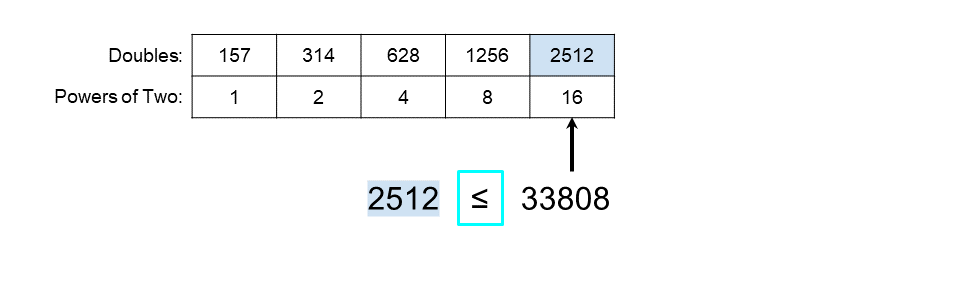 Doubles: 157 314 628 1256 2512
Powers of Two: 1 2 4 8 16
2512 ≤ 33808